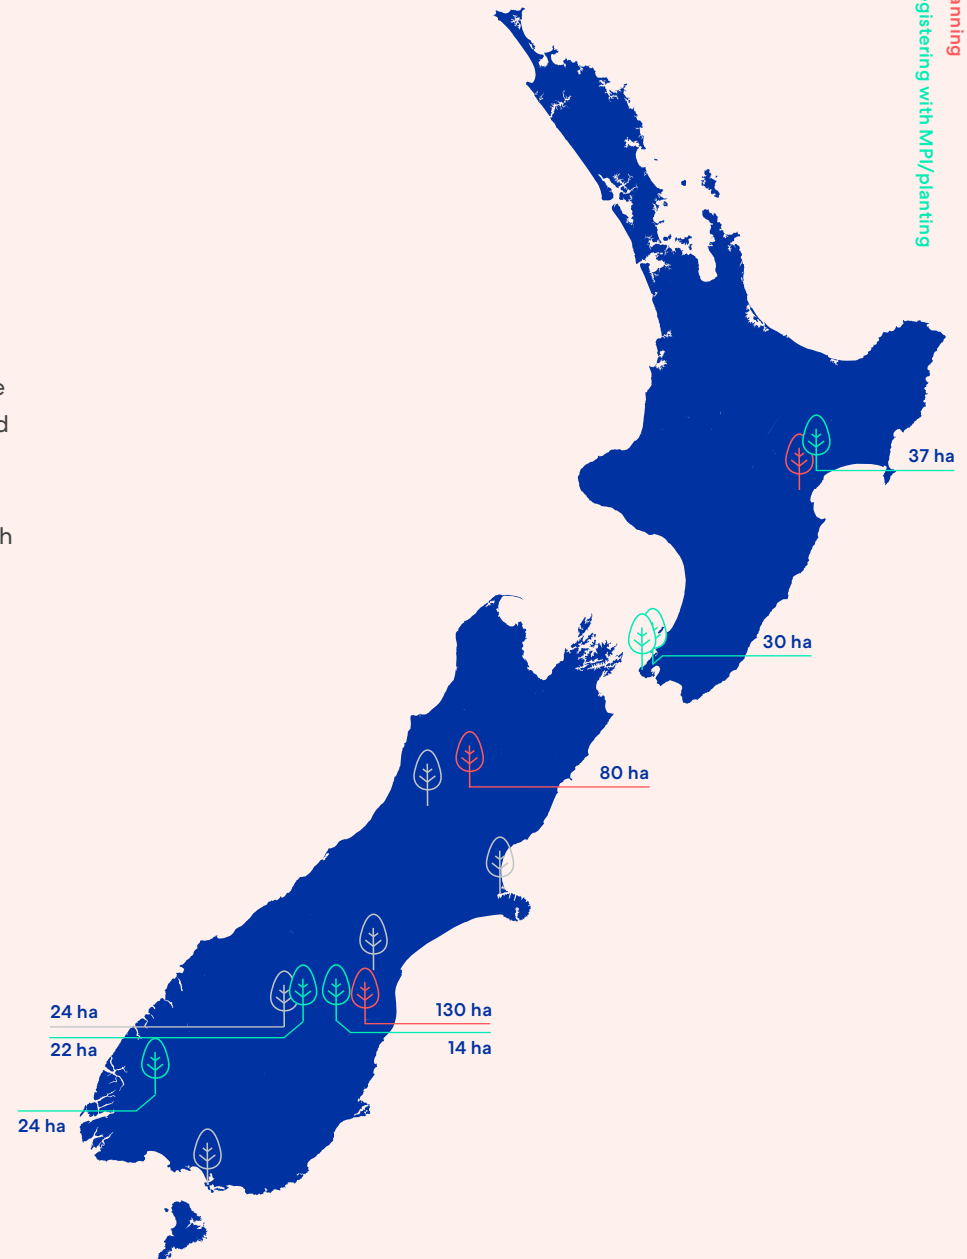 anning
gistering with MPI/planting
e
d
h
37 ha
30 ha
80 ha
24 ha
22 ha
24 ha
130 ha
14 ha